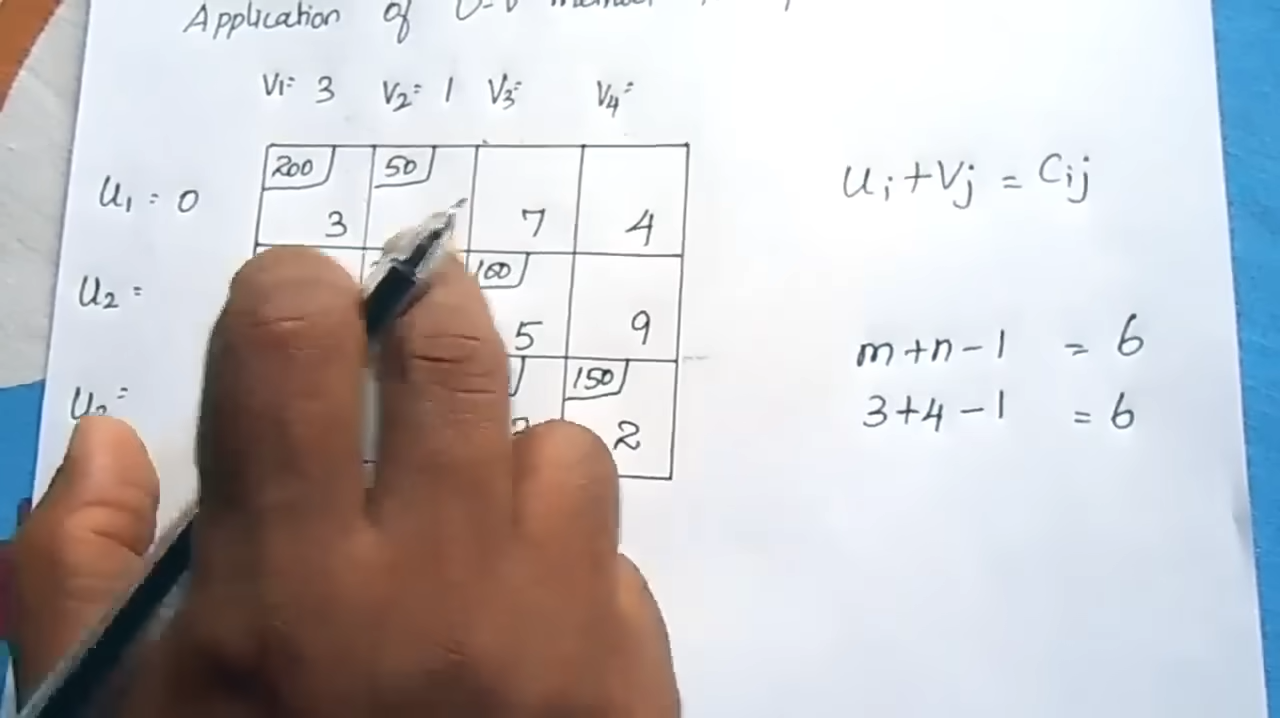 Application of U-V
V1= 3 V2= 1 V3= V4=
200 50
U1 = 0 3 7 4
Ui + Vj = Cij
100
U2 = 5 9
m+n-1 = 6
150
3+4-1 = 6
2